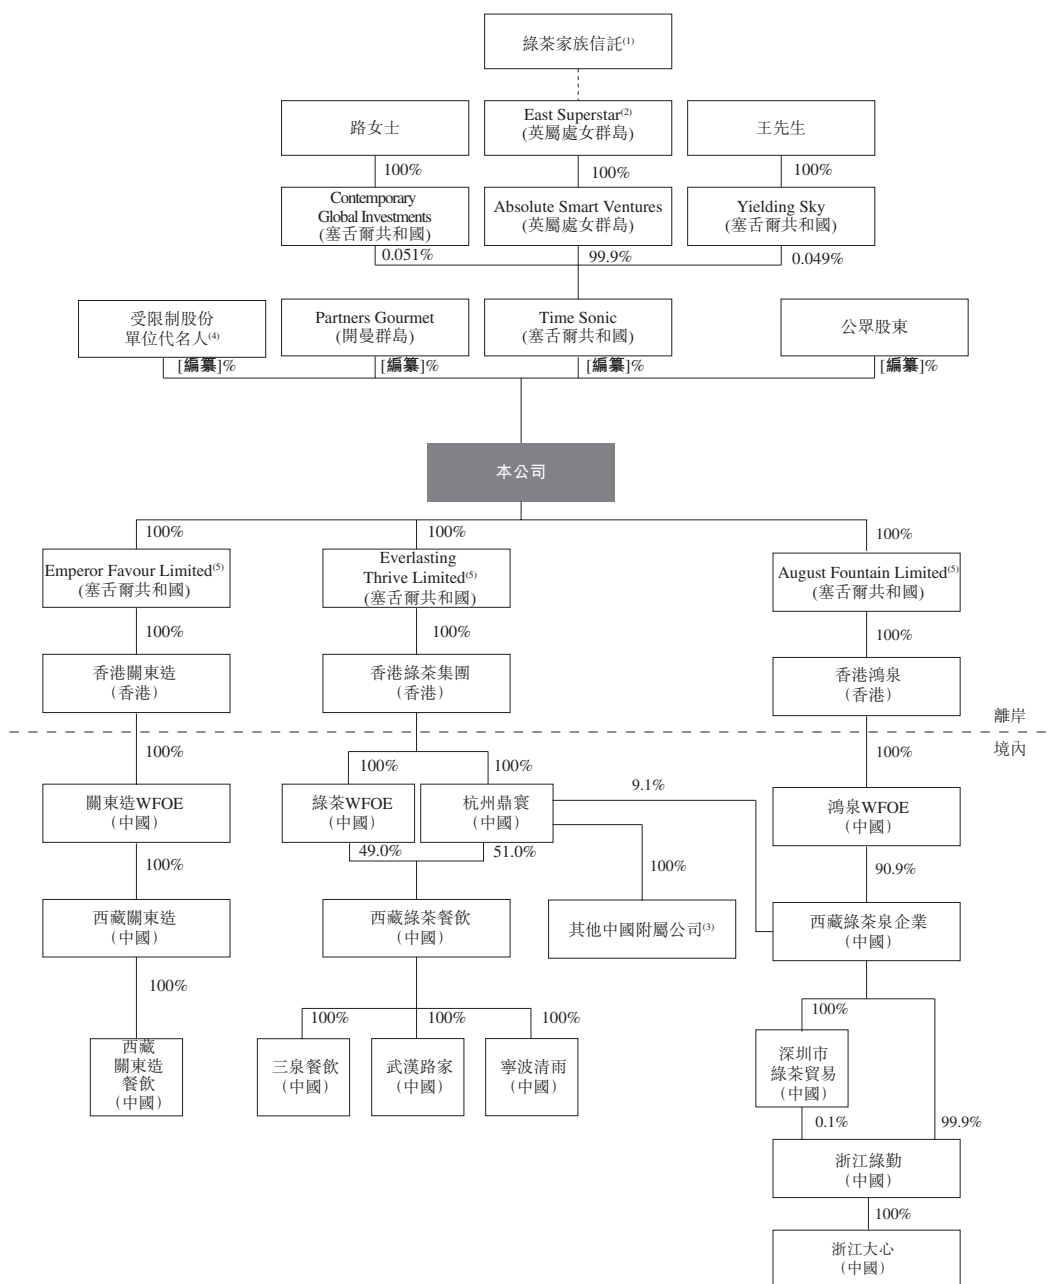 綠茶家族信託(1)
路女士
East Superstar(2)
(英屬處女群島)
王先生
100%
100%
100%
Contemporary
Global Investments
(塞舌爾共和國)
Absolute Smart Ventures
(英屬處女群島)
Yielding Sky
(塞舌爾共和國)
0.051%
99.9%
0.049%
受限制股份
單位代名人(4)
Partners Gourmet
(開曼群島)
Time Sonic
(塞舌爾共和國)
公眾股東
[編纂]%
[編纂]%
[編纂]%
[編纂]%
本公司
100%
100%
100%
Emperor Favour Limited(5)
(塞舌爾共和國)
Everlasting
Thrive Limited(5)
(塞舌爾共和國)
August Fountain Limited(5)
(塞舌爾共和國)
100%
100%
100%
香港關東造
(香港)
香港綠茶集團
(香港)
香港鴻泉
(香港)
離岸
境內
100%
100%
100%
100%
9.1%
關東造WFOE
(中國)
綠茶WFOE
(中國)
杭州鼎寰
(中國)
鴻泉WFOE
(中國)
49.0%
51.0%
100%
100%
90.9%
西藏關東造
(中國)
西藏綠茶餐飲
(中國)
其他中國附屬公司(3)
西藏綠茶泉企業
(中國)
100%
100%
100%
100%
100%
西藏
關東造
餐飲
(中國)
三泉餐飲
(中國)
武漢路家
(中國)
寧波清雨
(中國)
深圳市
綠茶貿易
(中國)
0.1%
99.9%
浙江綠勤
(中國)
100%
浙江大心
(中國)